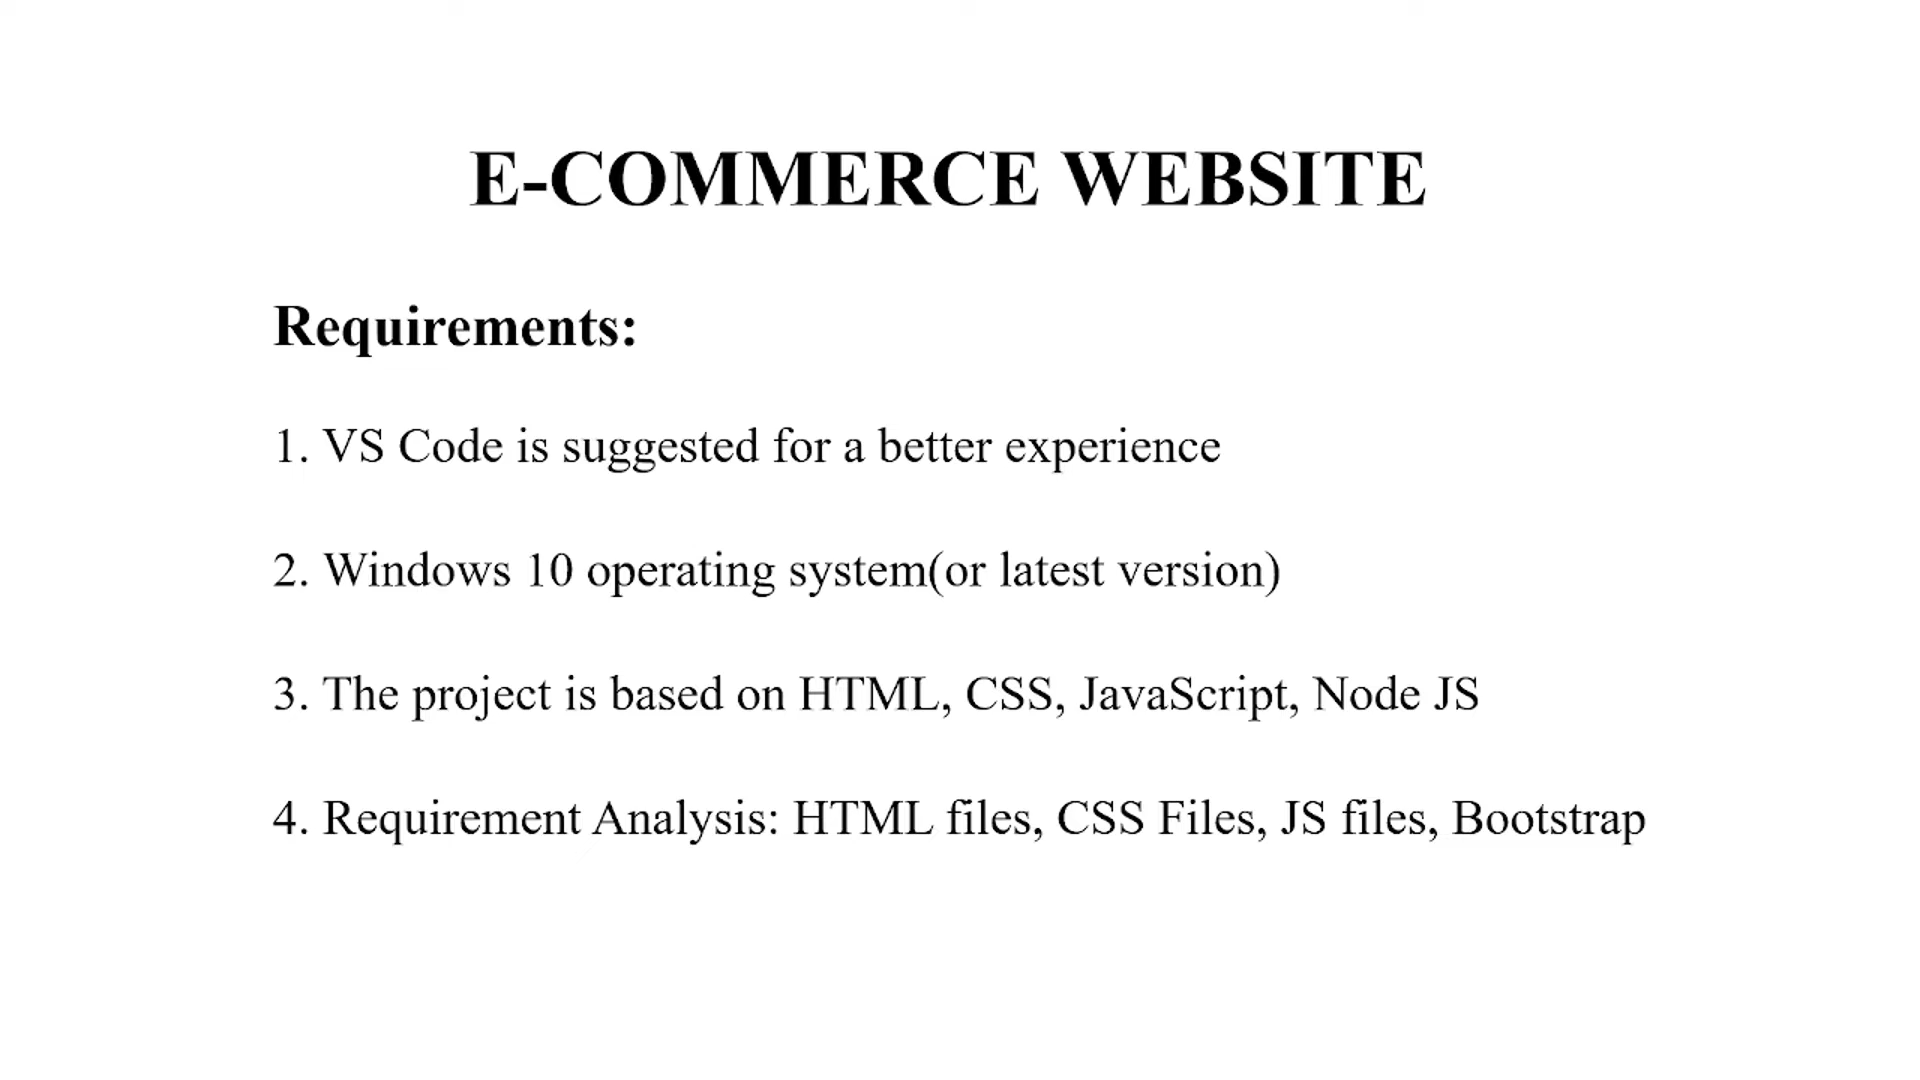 E-COMMERCE WEBSITE
Requirements:
1. VS Code is suggested for a better experience
2. Windows 10 operating system(or latest version)
3. The project is based on HTML, CSS, JavaScript, Node JS
4. Requirement Analysis: HTML files, CSS Files, JS files, Bootstrap